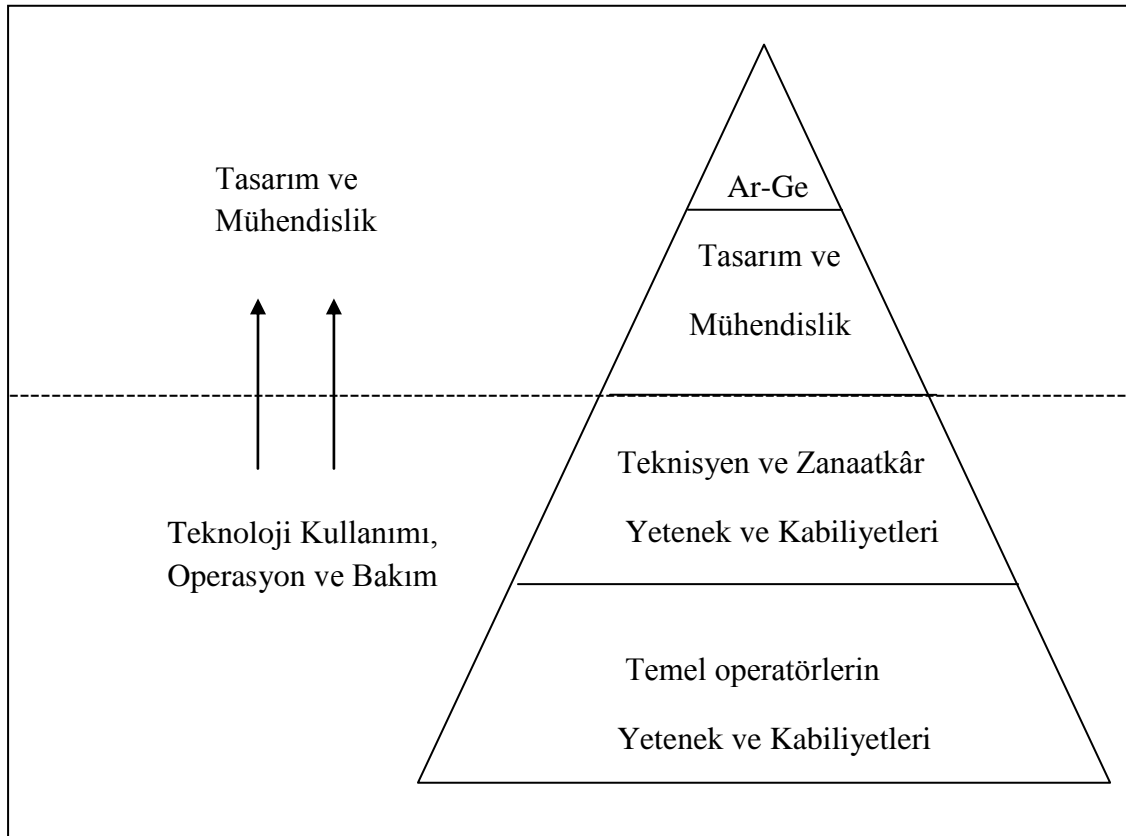 Tasarım ve
Mühendislik
Teknoloji Kullanımı,
Operasyon ve Bakım
Ar-Ge
Tasarım ve
Mühendislik
Teknisyen ve Zanaatkâr
Yetenek ve Kabiliyetleri
Temel operatörlerin
Yetenek ve Kabiliyetleri